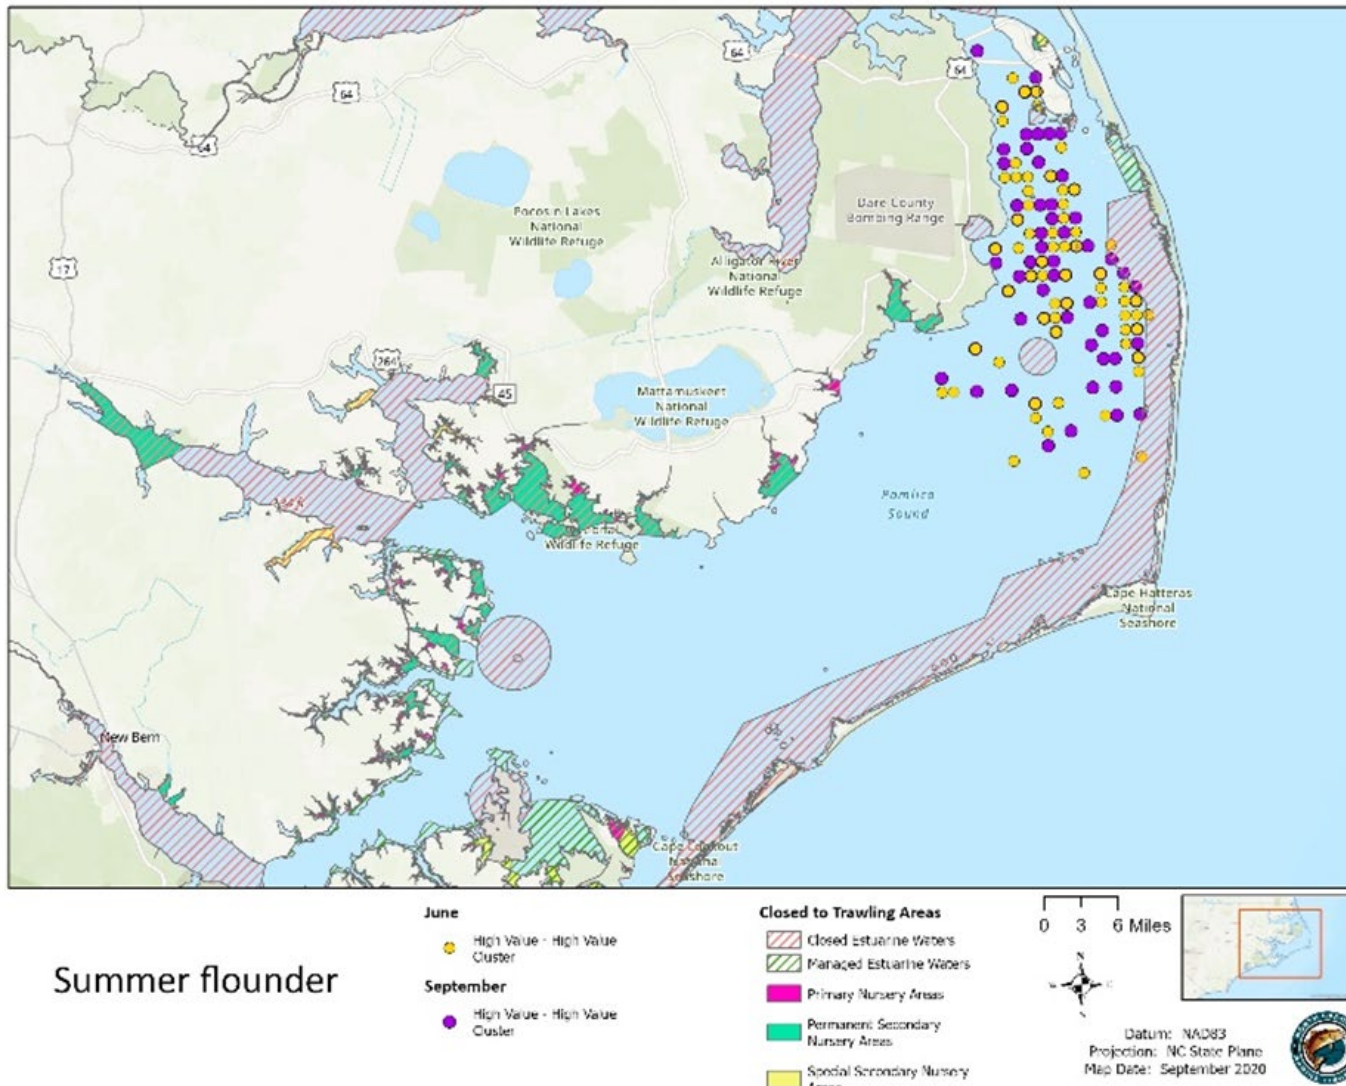 64
64
64
64
Dare County
Bombing Range
Pocosin Lakes
National
Wildlife Refuge
17
Alligator River
National
Wildlife Refuge
264
45
Mattamuskeet
National
Wildlife Refuge
Pamlico
Sound
National
Wildlife Refuge
Cape Hatteras
National
Seashore
New Bern
Cape Lookout
National
Seashore
June
High Value - High Value
Cluster
September
High Value - High Value
Cluster
Summer flounder
Closed to Trawling Areas
Closed Estuarine Waters
Managed Estuarine Waters
Primary Nursery Areas
Permanent Secondary
Nursery Areas
Special Secondary Nursery
Areas
0 3 6 Miles
N
Datum: NAD83
Projection: NC State Plane
Map Date: September 2020